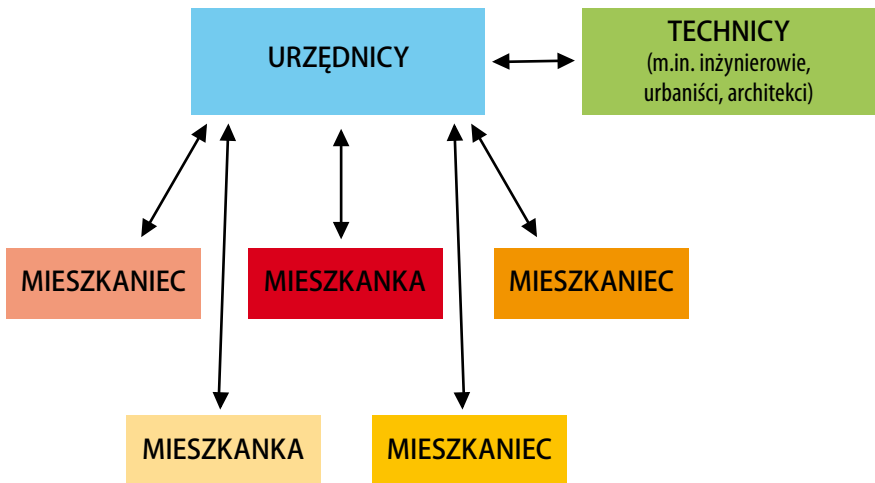 URZĘDNICY
TECHNICY
(m.in. inżynierowie,
urbaniści, architekci)
MIESZKANIEC
MIESZKANKA
MIESZKANIEC
MIESZKANKA
MIESZKANIEC